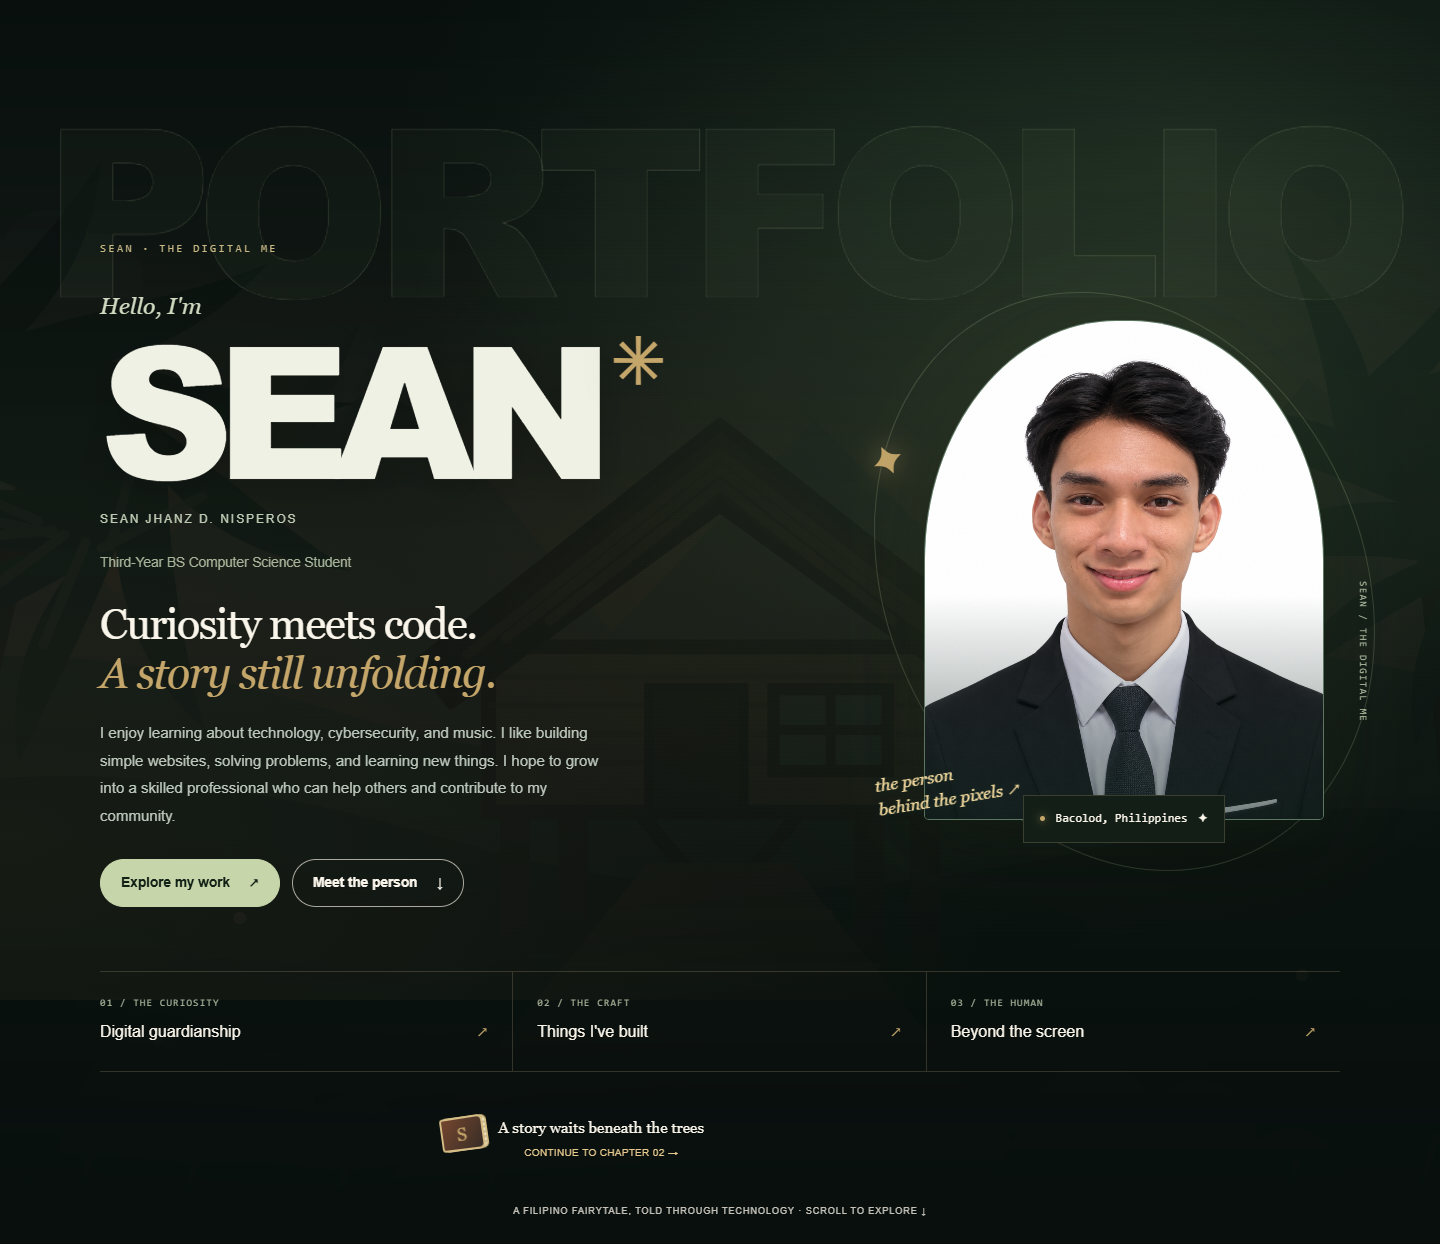 PORTFOLIO
SEAN · THE DIGITAL ME
Hello, I'm
SEAN
SEAN JHANZ D. NISPEROS
Third-Year BS Computer Science Student
Curiosity meets code.
A story still unfolding.
I enjoy learning about technology, cybersecurity, and music. I like building
simple websites, solving problems, and learning new things. I hope to grow
into a skilled professional who can help others and contribute to my
community.
Explore my work ↗
Meet the person ↓
the person
behind the pixels ↗
Bacolod, Philippines ✦
SEAN / THE DIGITAL ME
01 / THE CURIOSITY
Digital guardianship ↗
02 / THE CRAFT
Things I've built ↗
03 / THE HUMAN
Beyond the screen ↗
S
A story waits beneath the trees
CONTINUE TO CHAPTER 02 →
A FILIPINO FAIRYTALE, TOLD THROUGH TECHNOLOGY · SCROLL TO EXPLORE ↓